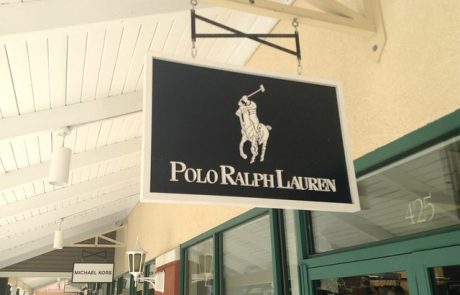 POLO RALPH LAUREN
425
MICHAEL KORS